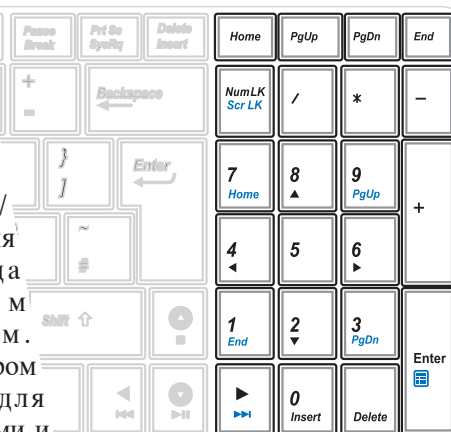 Pause Prt Sc Delete Home PgUp PgDn End
Break SysRq Insert
+ Backspace NumLK / * −
= Scr LK
} Enter 7 8 9 +
] Home PgUp
/
~ 4 5 6
#
м
Shift 1 2 3 Enter
м.
End PgDn
для 0 Delete
Insert